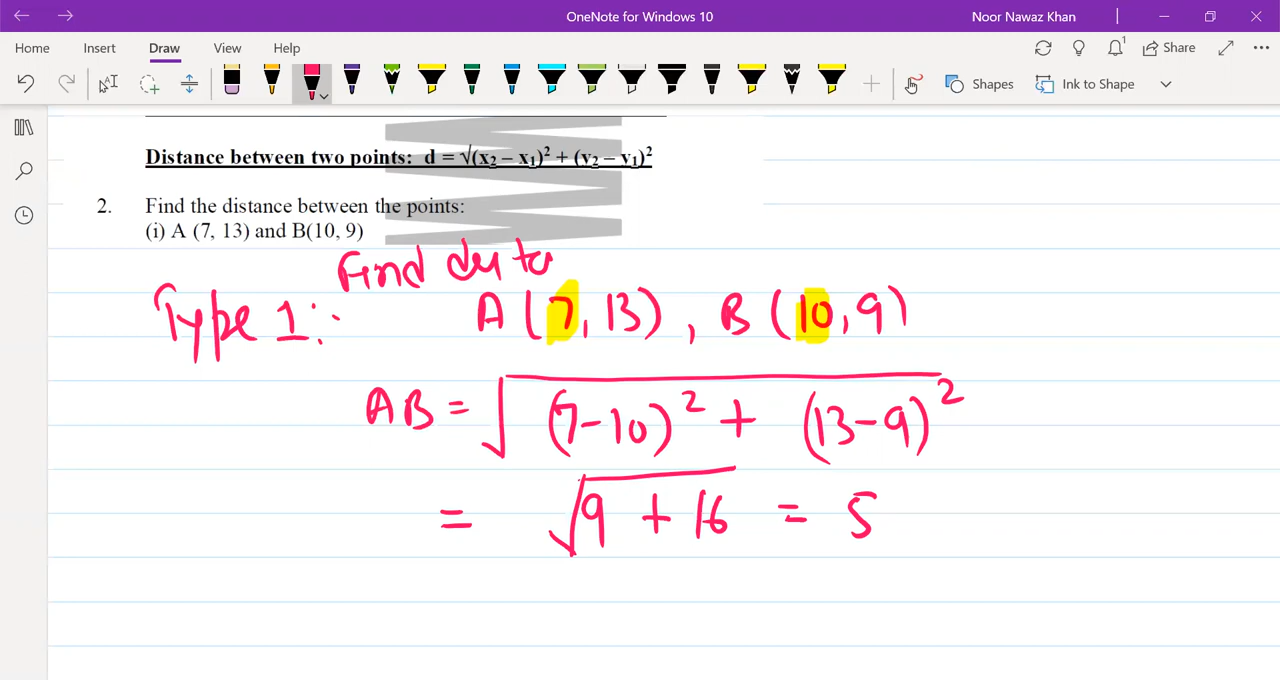 OneNote for Windows 10
Noor Nawaz Khan
Home Insert Draw View Help
1
Share
Shapes
Ink to Shape
Distance between two points: d = √(x₂ – x₁)² + (y₂ – y₁)²
2. Find the distance between the points:
(i) A (7, 13) and B(10, 9)
Find
Type 1:- A (7, 13), B (10, 9)
AB = √(7-10)² + (13-9)²
= √9 + 16 = 5